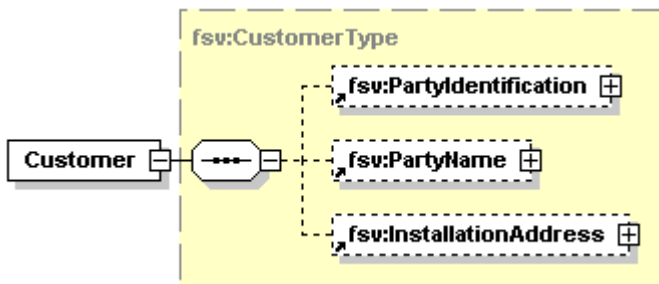 fsv:CustomerType
fsv:PartyIdentification
Customer
fsv:PartyName
fsv:InstallationAddress